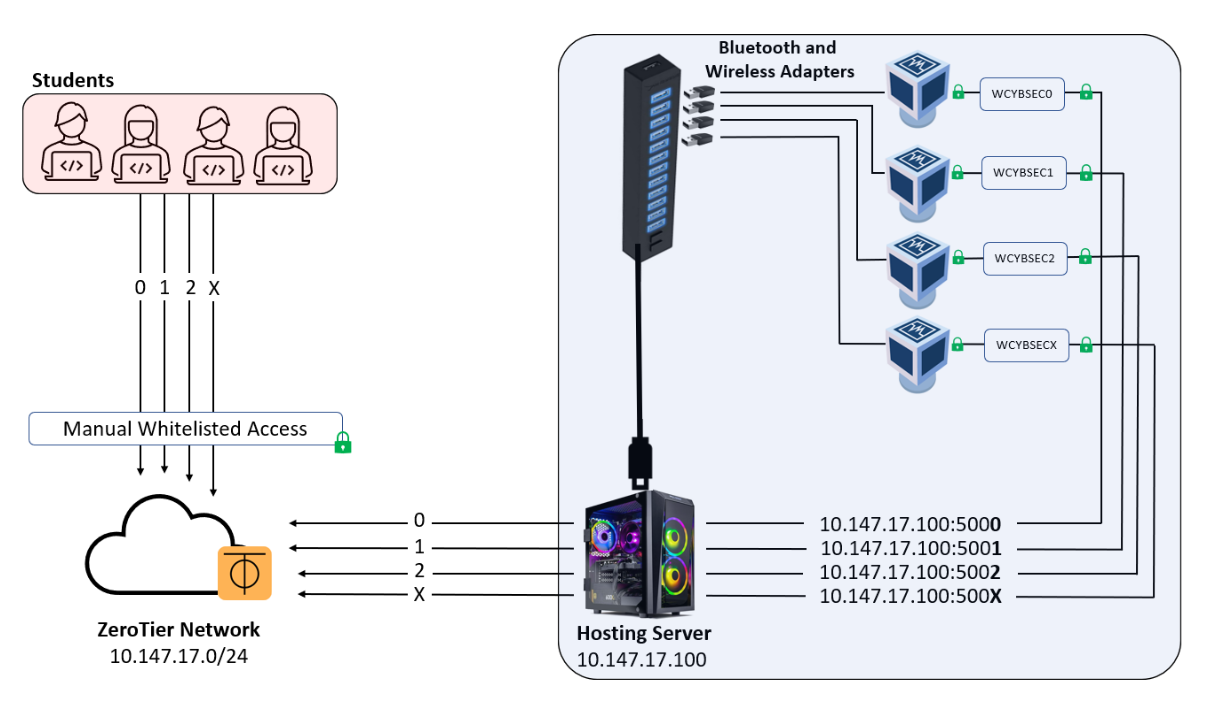 Students
</>
</>
</>
</>
0 1 2 X
Manual Whitelisted Access
ZeroTier Network
10.147.17.0/24
Bluetooth and
Wireless Adapters
WCYBSEC0
WCYBSEC1
WCYBSEC2
WCYBSECX
0
1
2
X
10.147.17.100:5000
10.147.17.100:5001
10.147.17.100:5002
10.147.17.100:500X
Hosting Server
10.147.17.100